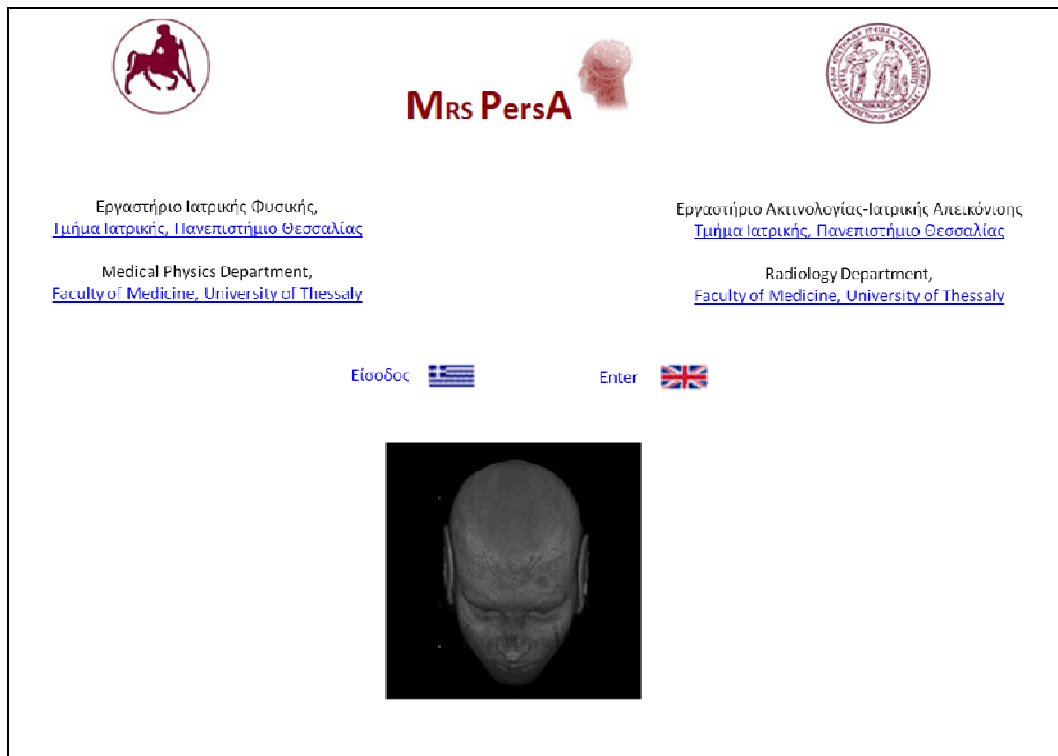 MRS PersA
Εργαστήριο Ιατρικής Φυσικής,
Τμήμα Ιατρικής, Πανεπιστήμιο Θεσσαλίας
Medical Physics Department,
Faculty of Medicine, University of Thessaly
Εργαστήριο Ακτινολογίας-Ιατρικής Απεικόνισης
Τμήμα Ιατρικής, Πανεπιστήμιο Θεσσαλίας
Radiology Department,
Faculty of Medicine, University of Thessaly
Είσοδος
Enter